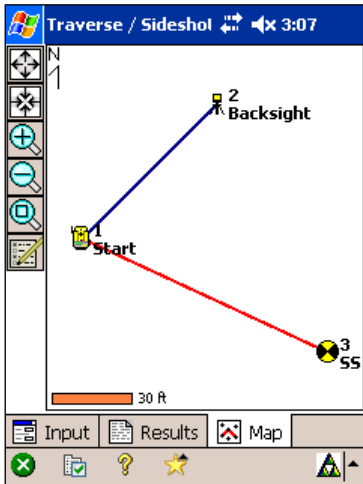 Traverse / Sideshot 3:07
N
2
Backsight
1
Start
3
SS
30 ft
Input Results Map